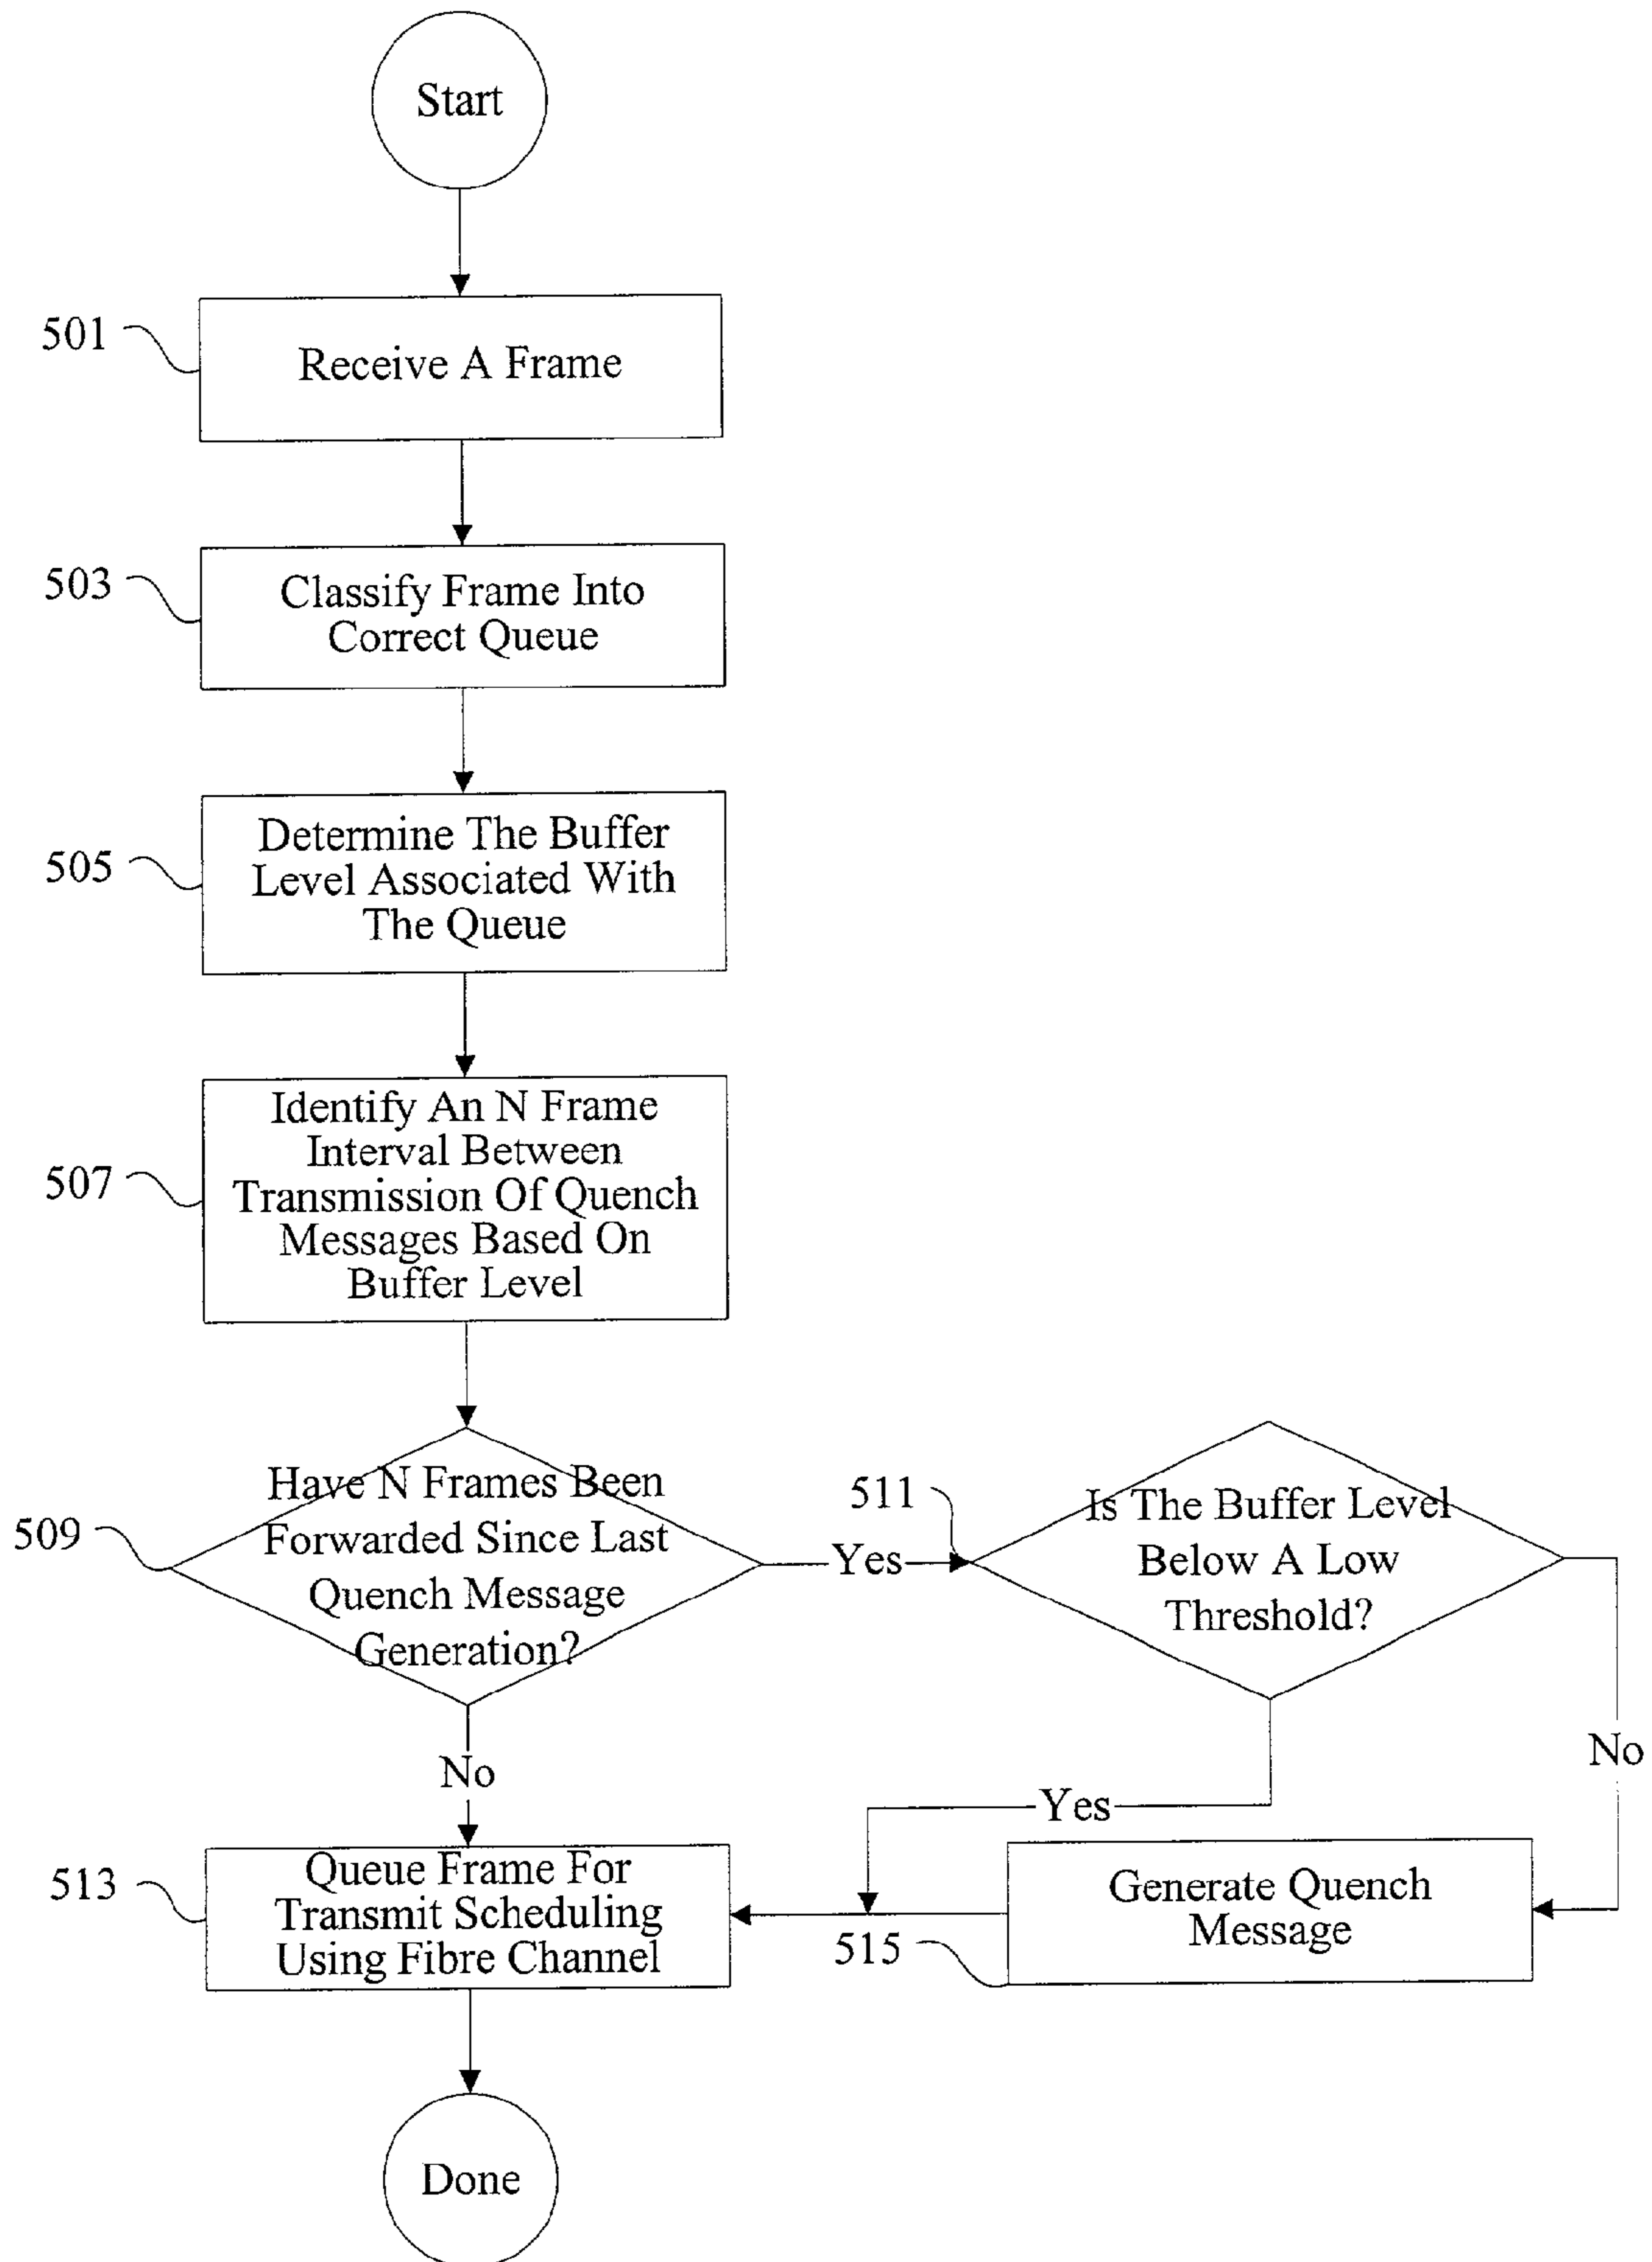 Start
501
Receive A Frame
503
Classify Frame Into
Correct Queue
505
Determine The Buffer
Level Associated With
The Queue
507
Identify An N Frame
Interval Between
Transmission Of Quench
Messages Based On
Buffer Level
509
Have N Frames Been
Forwarded Since Last
Quench Message
Generation?
Yes
511
Is The Buffer Level
Below A Low
Threshold?
No
No
Yes
513
Queue Frame For
Transmit Scheduling
Using Fibre Channel
515
Generate Quench
Message
Done